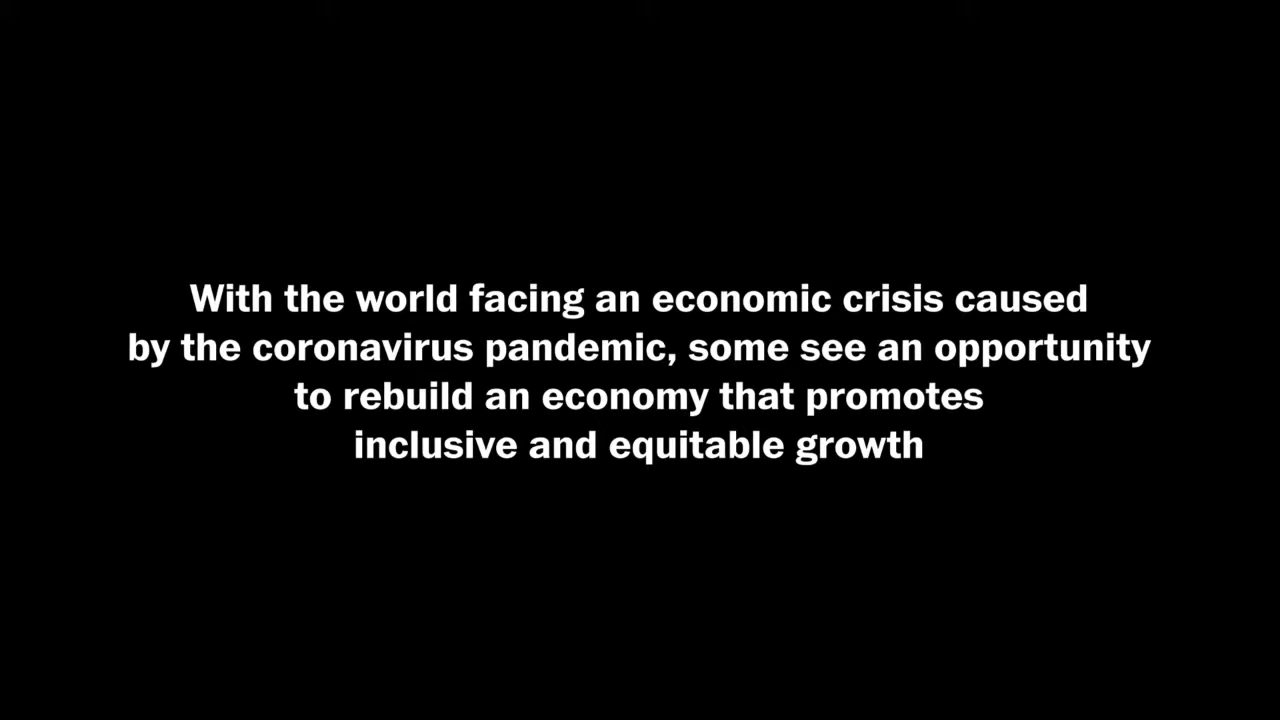 With the world facing an economic crisis caused
by the coronavirus pandemic, some see an opportunity
to rebuild an economy that promotes
inclusive and equitable growth